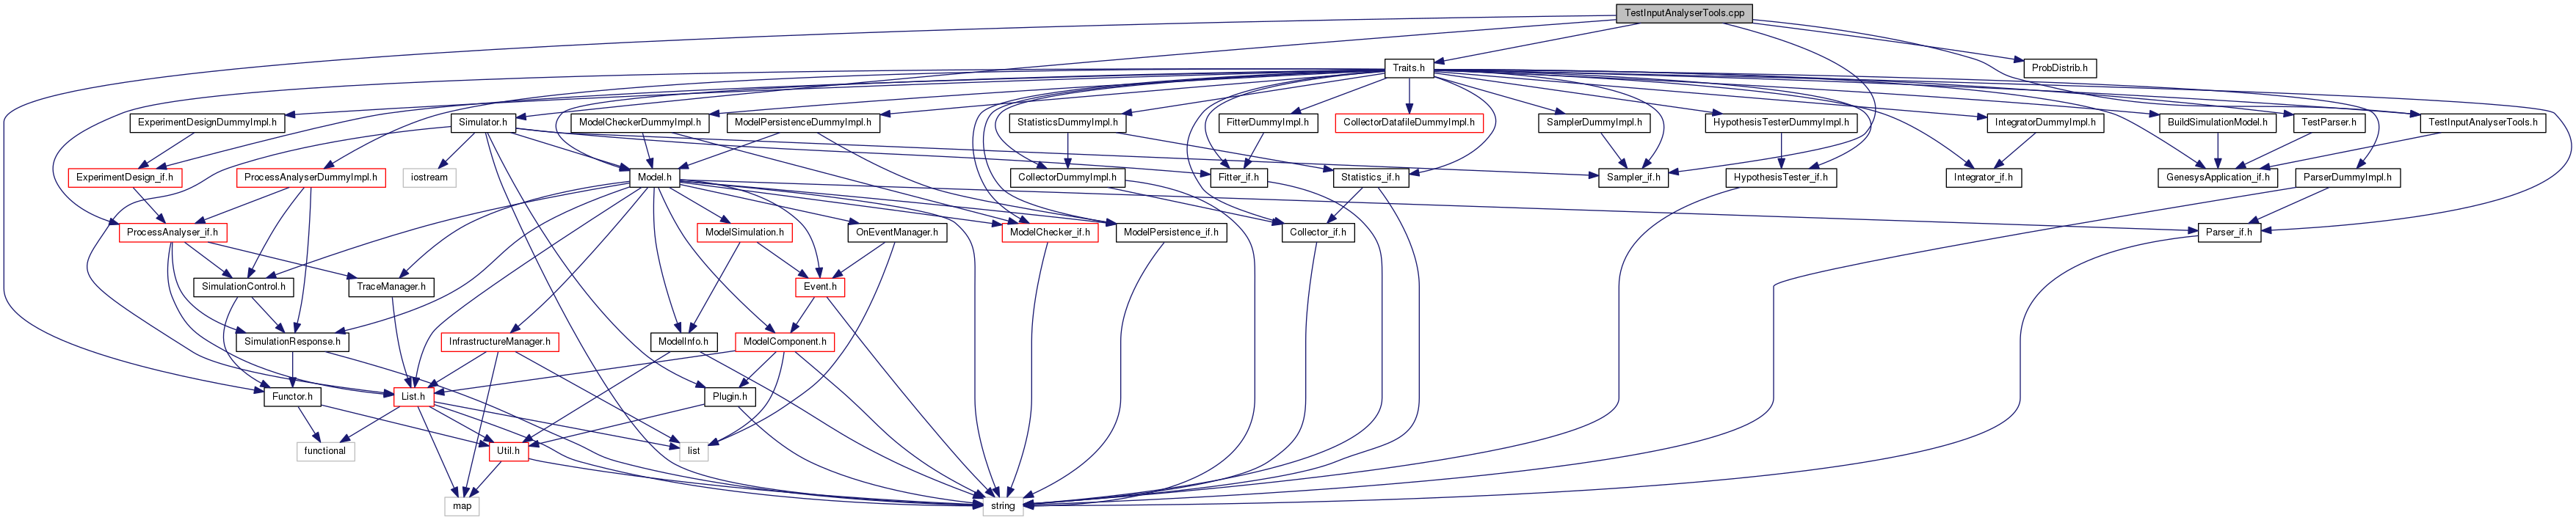 TestInputAnalyserTools.cpp
Traits.h
ProbDistrib.h
ExperimentDesignDummyImpl.h
Simulator.h
ModelCheckerDummyImpl.h
ModelPersistenceDummyImpl.h
StatisticsDummyImpl.h
FitterDummyImpl.h
CollectorDatafileDummyImpl.h
SamplerDummyImpl.h
HypothesisTesterDummyImpl.h
IntegratorDummyImpl.h
BuildSimulationModel.h
TestParser.h
TestInputAnalyserTools.h
ExperimentDesign_if.h
ProcessAnalyserDummyImpl.h
iostream
Model.h
CollectorDummyImpl.h
Fitter_if.h
Statistics_if.h
Sampler_if.h
HypothesisTester_if.h
Integrator_if.h
GenesysApplication_if.h
ParserDummyImpl.h
ProcessAnalyser_if.h
ModelSimulation.h
OnEventManager.h
ModelChecker_if.h
ModelPersistence_if.h
Collector_if.h
Parser_if.h
SimulationControl.h
TraceManager.h
Event.h
SimulationResponse.h
InfrastructureManager.h
ModelInfo.h
ModelComponent.h
Functor.h
List.h
Plugin.h
functional
Util.h
list
map
string